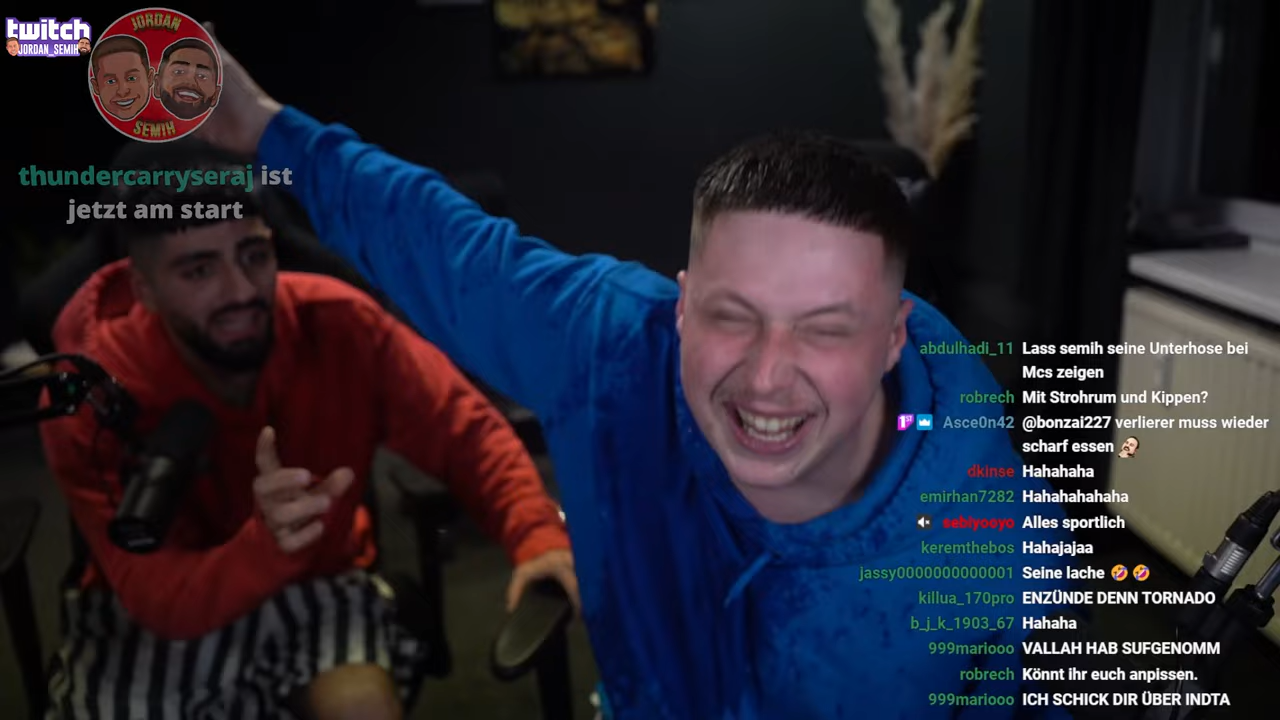 twitch
JORDAN_SEMIH
JORDAN
SEMIH
thundercarryseraj ist
jetzt am start
abdulhadi_11 Lass semih seine Unterhose bei
Mcs zeigen
robrech Mit Strohrum und Kippen?
Asce0n42 @bonzai227 verlierer muss wieder
scharf essen
dkinse Hahahaha
emirhan7282 Hahahahahaha
sebiyooyo Alles sportlich
keremthebos Hahajajaa
jassy0000000000001 Seine lache 🤣 🤣
killua_170pro ENZÜNDE DENN TORNADO
b_j_k_1903_67 Hahaha
999mariooo VALLAH HAB SUFGENOMM
robrech Könnt ihr euch anpissen.
999mariooo ICH SCHICK DIR ÜBER INDTA